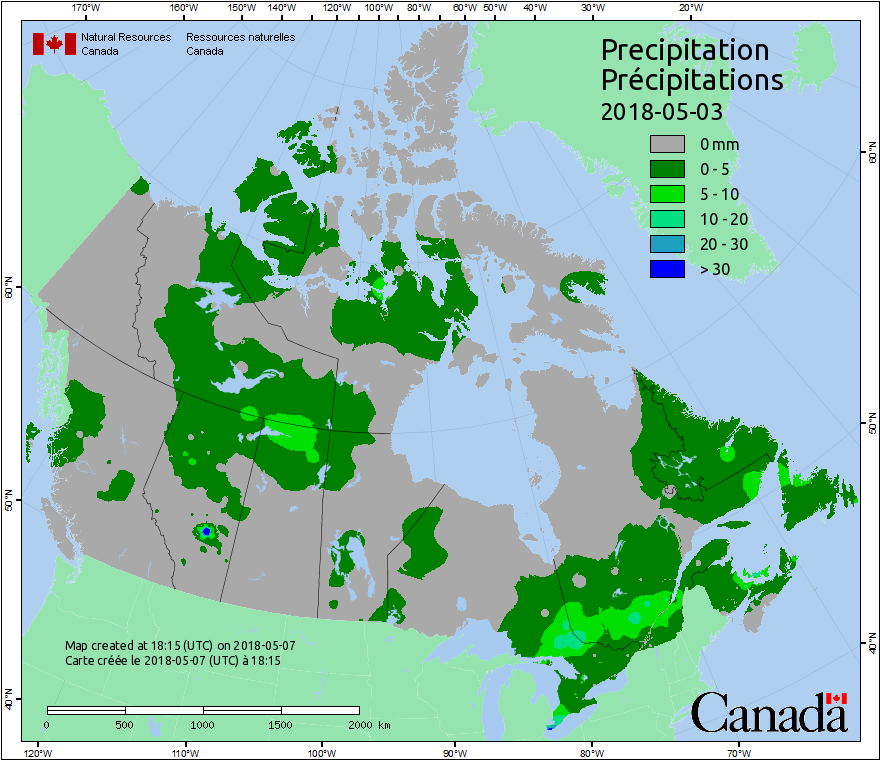 170°W 160°W 150°W 140°W 130°W 120°W 110°W 100°W 90°W 80°W 60°W 50°W 40°W 30°W 20°W
Natural Resources Canada
Ressources naturelles Canada
Precipitation
Précipitations
2018-05-03
0 mm
0 - 5
5 - 10
10 - 20
20 - 30
> 30
60°N
60°N
50°N
50°N
40°N
40°N
Map created at 18:15 (UTC) on 2018-05-07
Carte créée le 2018-05-07 (UTC) à 18:15
0 500 1000 1500 2000 km
Canada
120°W 110°W 100°W 90°W 80°W 70°W